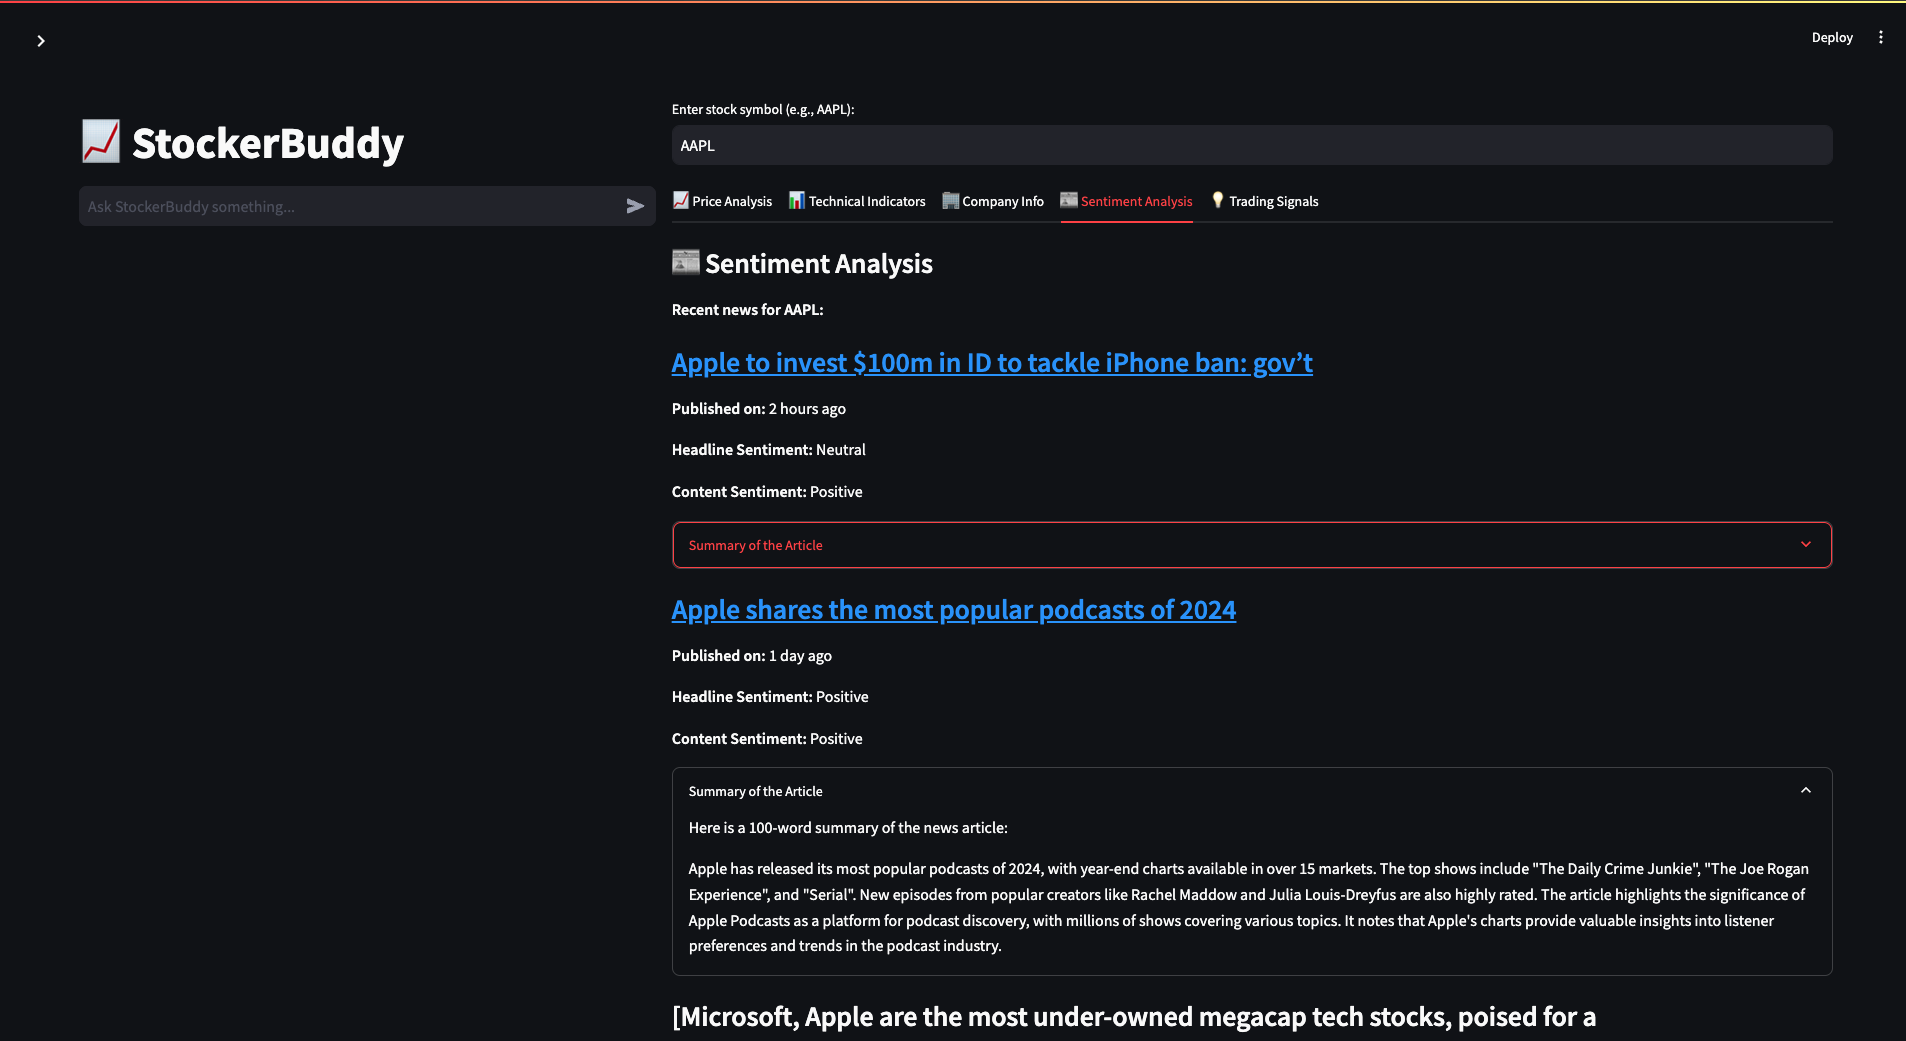 Deploy
StockerBuddy
Ask StockerBuddy something...
Enter stock symbol (e.g., AAPL):
AAPL
Price Analysis
Technical Indicators
Company Info
Sentiment Analysis
Trading Signals
Sentiment Analysis
Recent news for AAPL:
Apple to invest $100m in ID to tackle iPhone ban: gov’t
Published on: 2 hours ago
Headline Sentiment: Neutral
Content Sentiment: Positive
Summary of the Article
Apple shares the most popular podcasts of 2024
Published on: 1 day ago
Headline Sentiment: Positive
Content Sentiment: Positive
Summary of the Article
Here is a 100-word summary of the news article:
Apple has released its most popular podcasts of 2024, with year-end charts available in over 15 markets. The top shows include "The Daily Crime Junkie", "The Joe Rogan
Experience", and "Serial". New episodes from popular creators like Rachel Maddow and Julia Louis-Dreyfus are also highly rated. The article highlights the significance of
Apple Podcasts as a platform for podcast discovery, with millions of shows covering various topics. It notes that Apple's charts provide valuable insights into listener
preferences and trends in the podcast industry.
[Microsoft, Apple are the most under-owned megacap tech stocks, poised for a